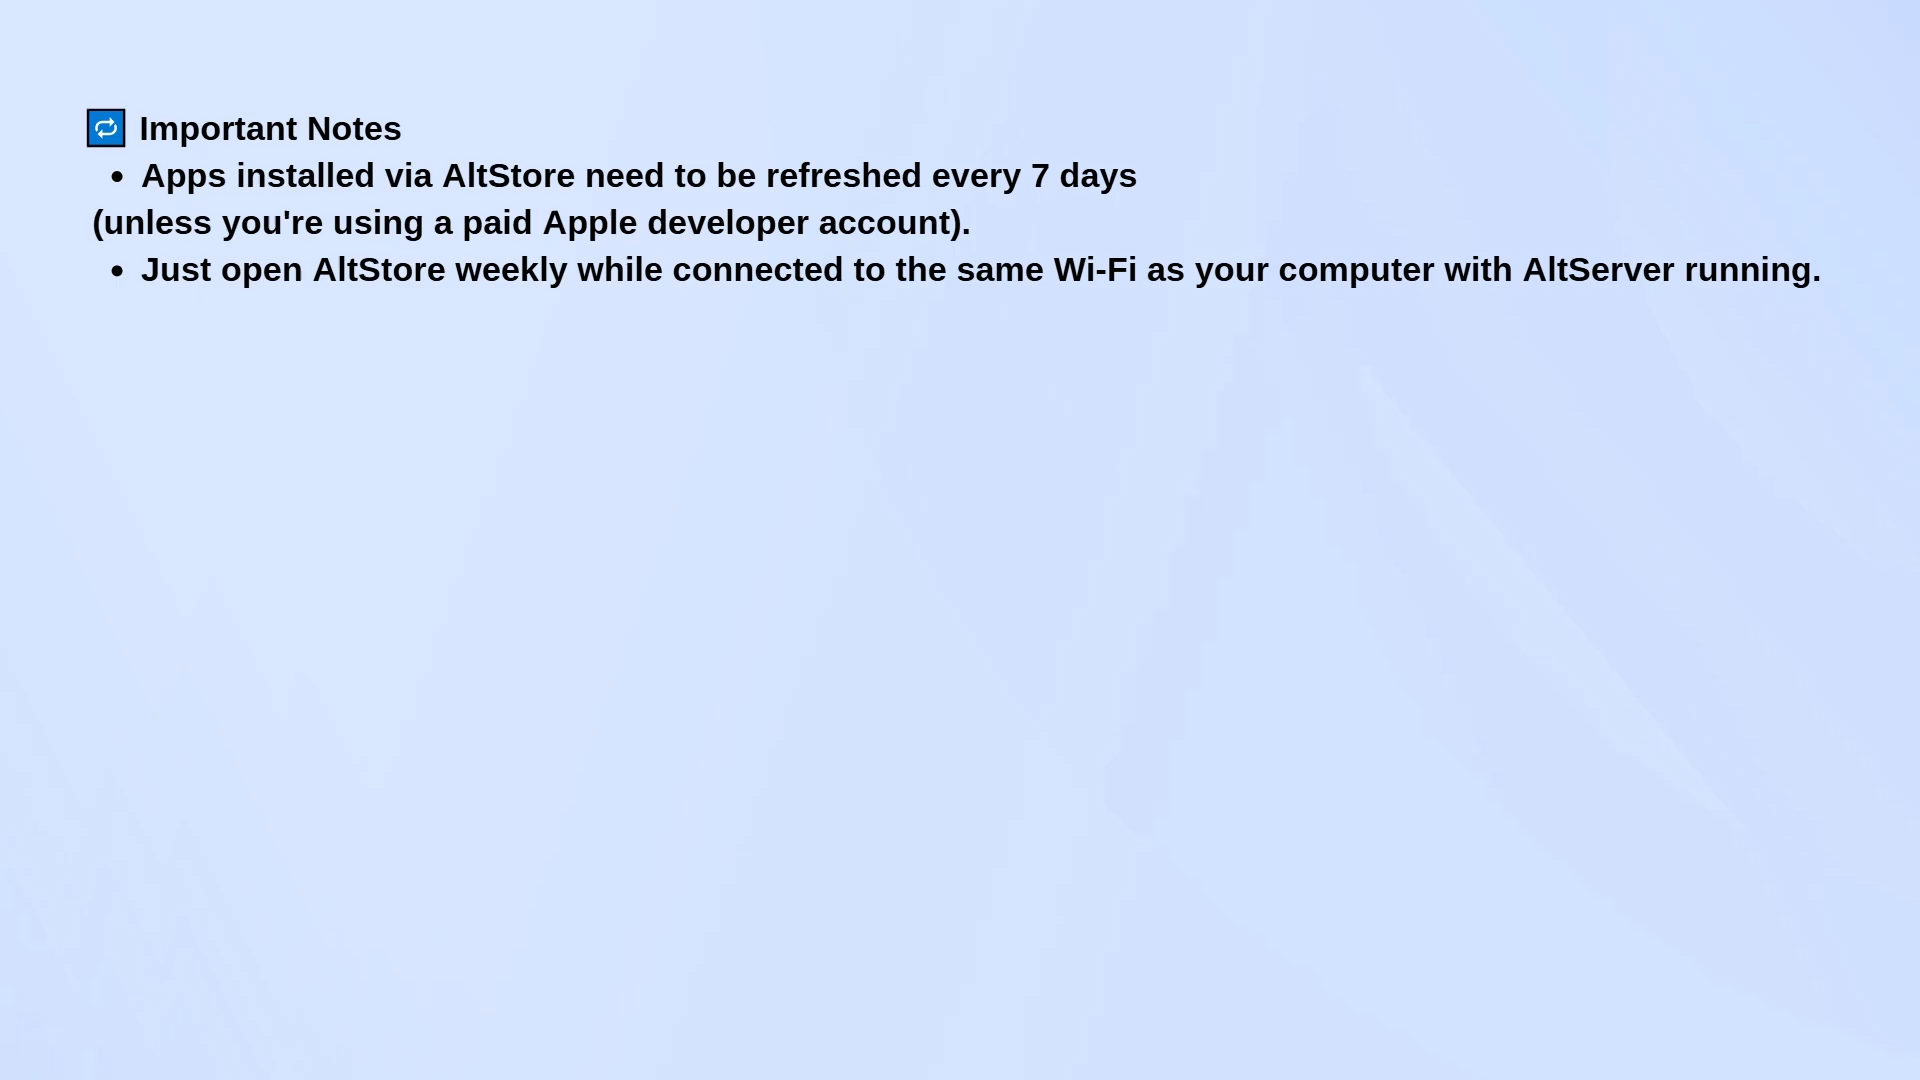 🔁 Important Notes
• Apps installed via AltStore need to be refreshed every 7 days
(unless you're using a paid Apple developer account).
• Just open AltStore weekly while connected to the same Wi-Fi as your computer with AltServer running.